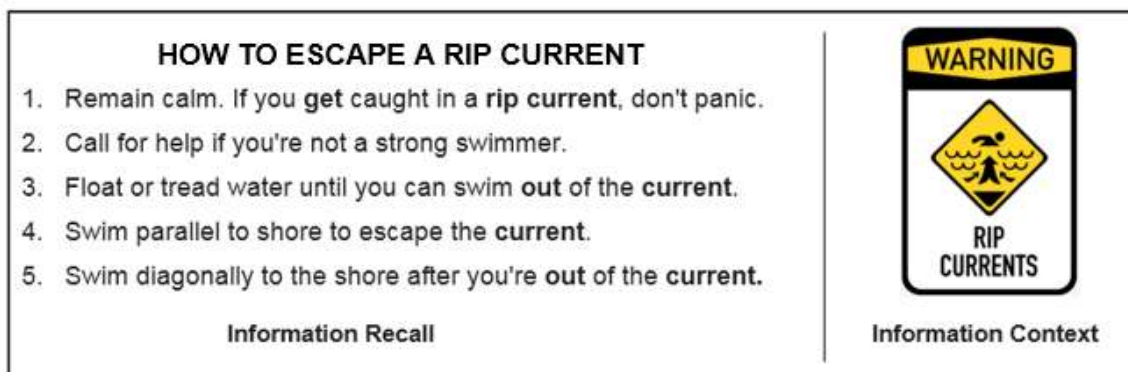 HOW TO ESCAPE A RIP CURRENT
1. Remain calm. If you get caught in a rip current, don't panic.
2. Call for help if you're not a strong swimmer.
3. Float or tread water until you can swim out of the current.
4. Swim parallel to shore to escape the current.
5. Swim diagonally to the shore after you're out of the current.
Information Recall
WARNING
RIP
CURRENTS
Information Context